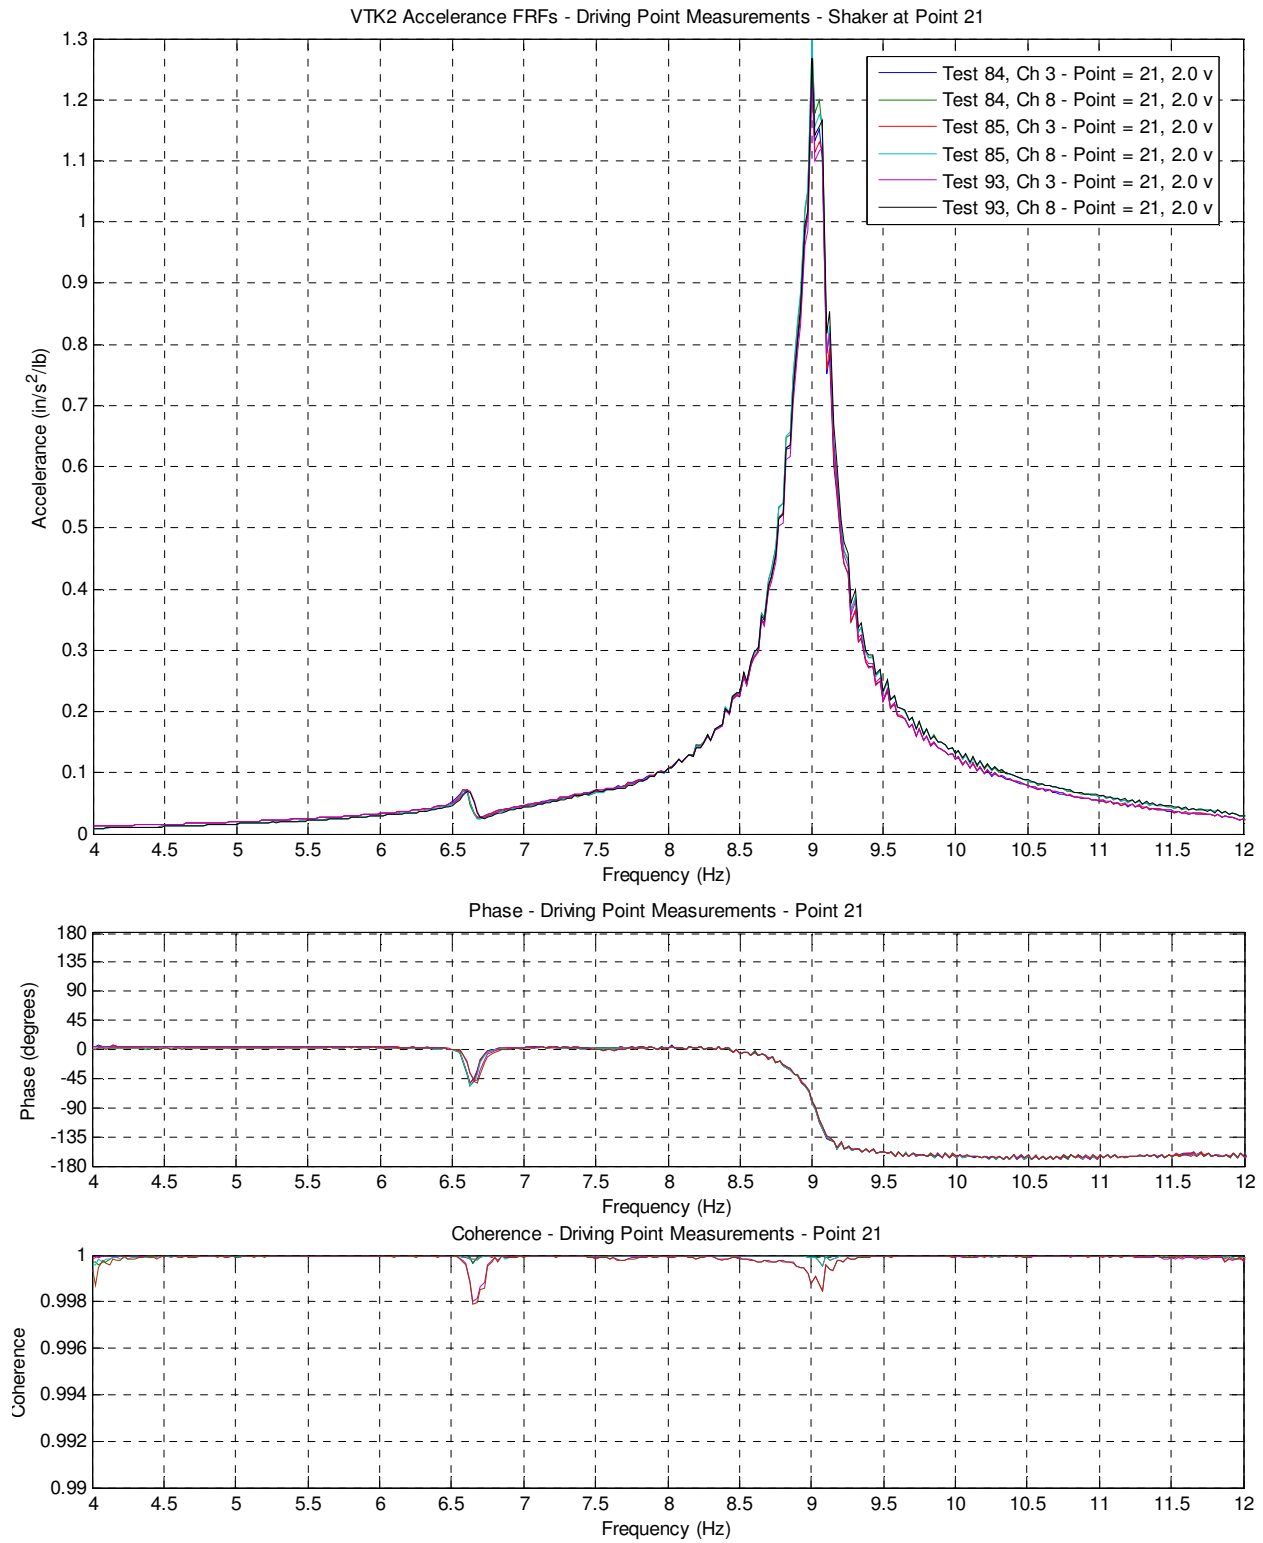 VTK2 Accelerance FRFs - Driving Point Measurements - Shaker at Point 21
1.3
1.2
1.1
1
0.9
0.8
0.7
0.6
0.5
0.4
0.3
0.2
0.1
0
Accelerance (in/s²/lb)
Test 84, Ch 3 - Point = 21, 2.0 v
Test 84, Ch 8 - Point = 21, 2.0 v
Test 85, Ch 3 - Point = 21, 2.0 v
Test 85, Ch 8 - Point = 21, 2.0 v
Test 93, Ch 3 - Point = 21, 2.0 v
Test 93, Ch 8 - Point = 21, 2.0 v
4 4.5 5 5.5 6 6.5 7 7.5 8 8.5 9 9.5 10 10.5 11 11.5 12
Frequency (Hz)
Phase - Driving Point Measurements - Point 21
180
135
90
45
0
-45
-90
-135
-180
Phase (degrees)
4 4.5 5 5.5 6 6.5 7 7.5 8 8.5 9 9.5 10 10.5 11 11.5 12
Frequency (Hz)
Coherence - Driving Point Measurements - Point 21
1
0.998
0.996
0.994
0.992
0.99
Coherence
4 4.5 5 5.5 6 6.5 7 7.5 8 8.5 9 9.5 10 10.5 11 11.5 12
Frequency (Hz)